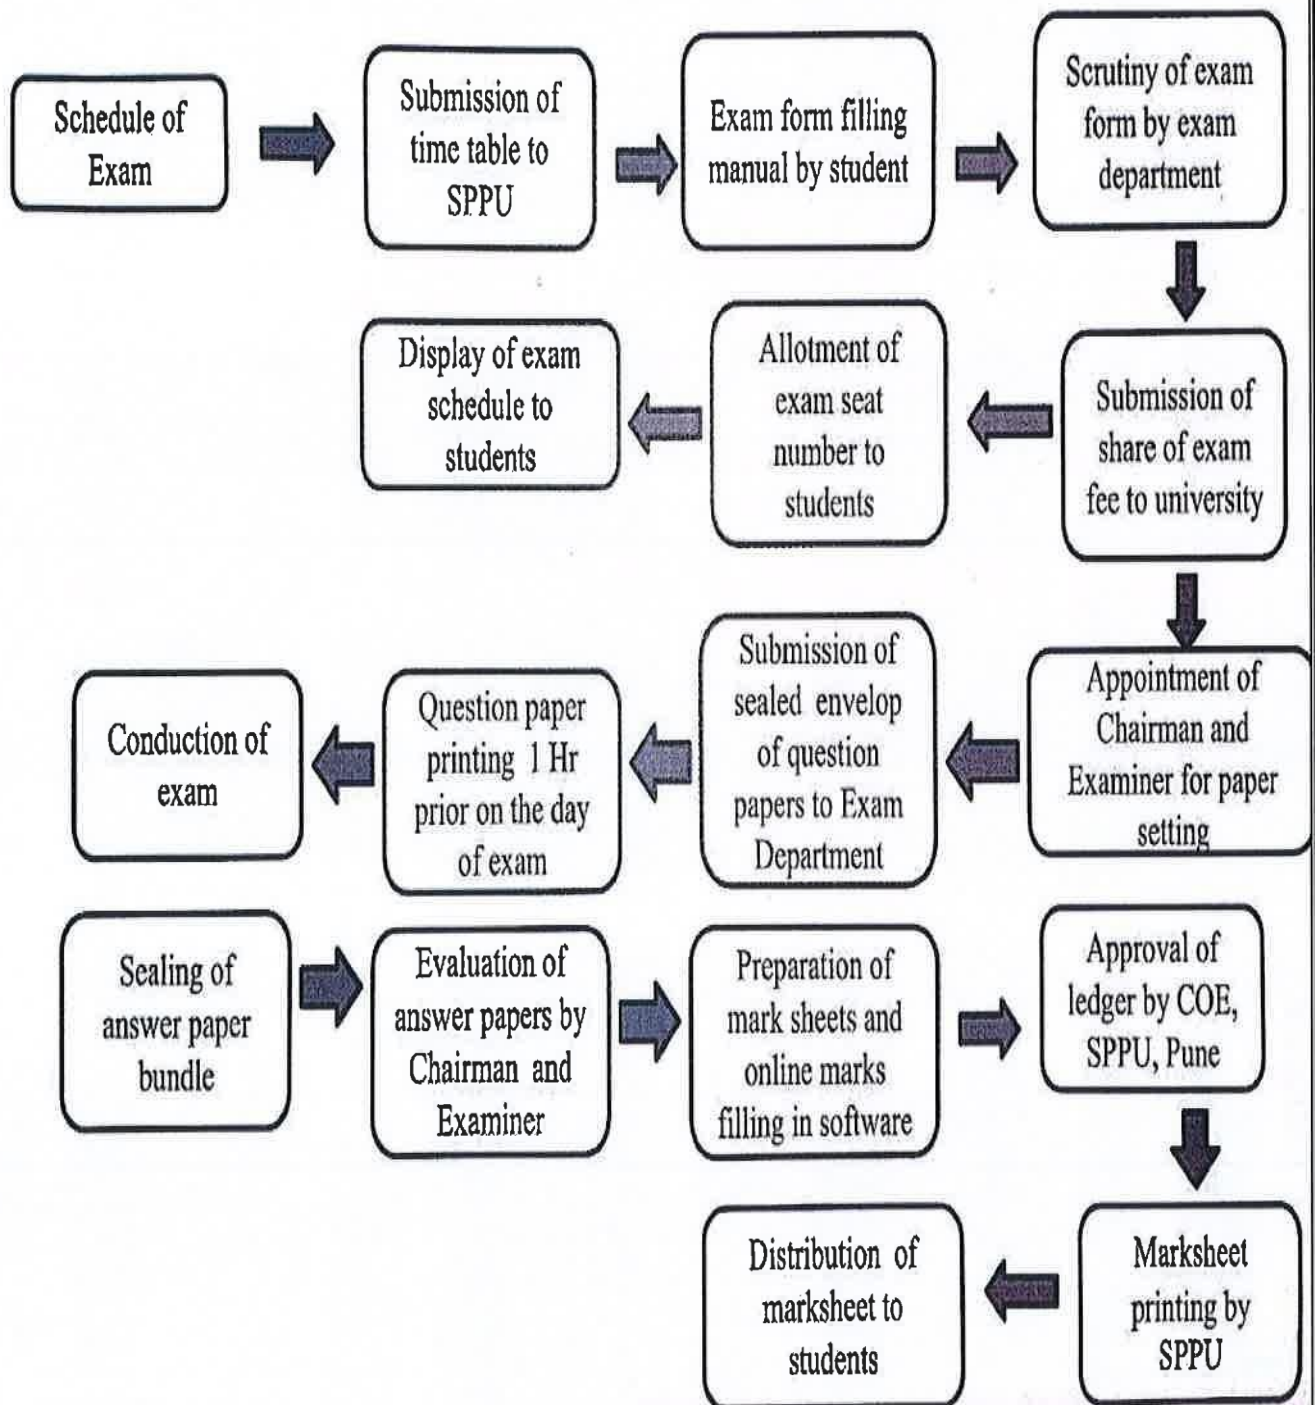 Schedule of
Exam
Submission of
time table to
SPPU
Exam form filling
manual by student
Scrutiny of exam
form by exam
department
Display of exam
schedule to
students
Allotment of
exam seat
number to
students
Submission of
share of exam
fee to university
Conduction of
exam
Question paper
printing 1 Hr
prior on the day
of exam
Submission of
sealed envelop
of question
papers to Exam
Department
Appointment of
Chairman and
Examiner for paper
setting
Sealing of
answer paper
bundle
Evaluation of
answer papers by
Chairman and
Examiner
Preparation of
mark sheets and
online marks
filling in software
Approval of
ledger by COE,
SPPU, Pune
Distribution of
marksheet to
students
Marksheet
printing by
SPPU